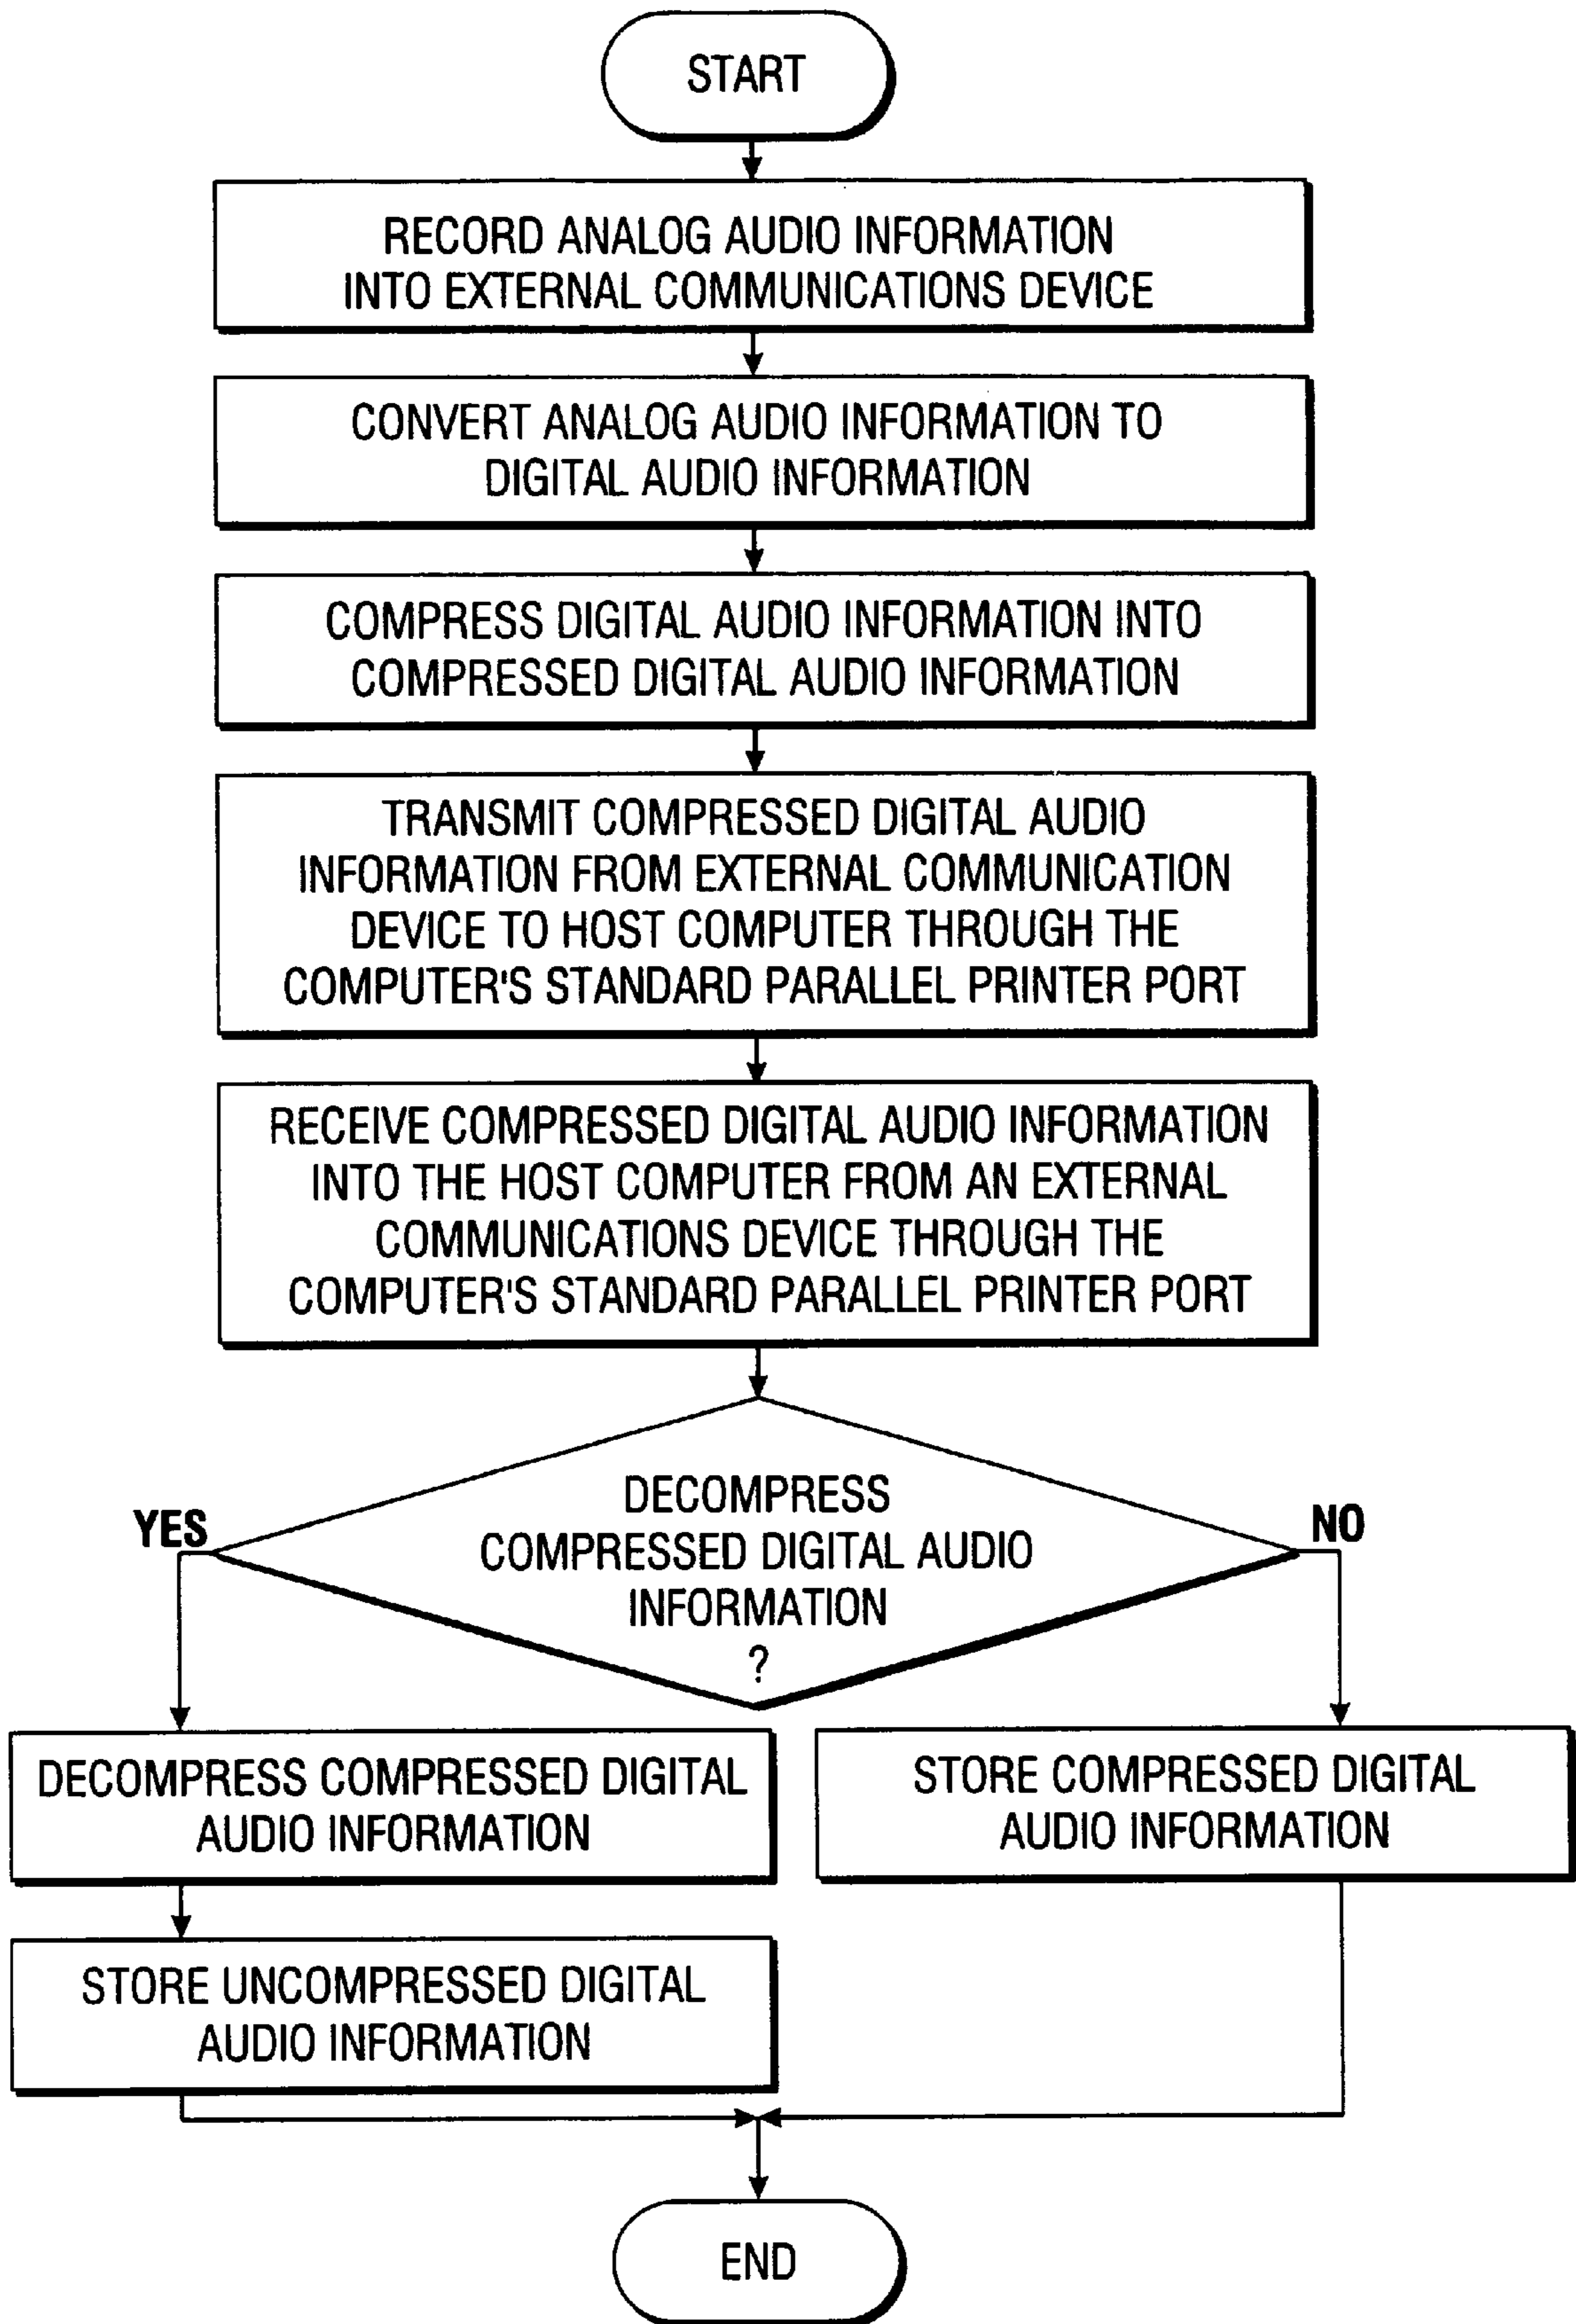 START
RECORD ANALOG AUDIO INFORMATION
INTO EXTERNAL COMMUNICATIONS DEVICE
CONVERT ANALOG AUDIO INFORMATION TO
DIGITAL AUDIO INFORMATION
COMPRESS DIGITAL AUDIO INFORMATION INTO
COMPRESSED DIGITAL AUDIO INFORMATION
TRANSMIT COMPRESSED DIGITAL AUDIO
INFORMATION FROM EXTERNAL COMMUNICATION
DEVICE TO HOST COMPUTER THROUGH THE
COMPUTER'S STANDARD PARALLEL PRINTER PORT
RECEIVE COMPRESSED DIGITAL AUDIO INFORMATION
INTO THE HOST COMPUTER FROM AN EXTERNAL
COMMUNICATIONS DEVICE THROUGH THE
COMPUTER'S STANDARD PARALLEL PRINTER PORT
DECOMPRESS
COMPRESSED DIGITAL AUDIO
INFORMATION
?
YES
NO
DECOMPRESS COMPRESSED DIGITAL
AUDIO INFORMATION
STORE COMPRESSED DIGITAL
AUDIO INFORMATION
STORE UNCOMPRESSED DIGITAL
AUDIO INFORMATION
END